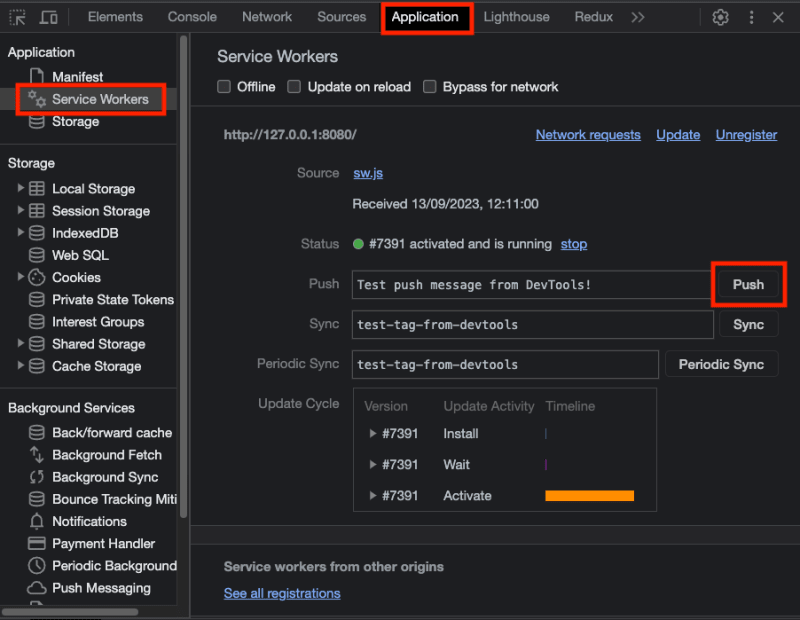 Elements Console Network Sources Application Lighthouse Redux
Application
Manifest
Service Workers
Storage
Storage
Local Storage
Session Storage
IndexedDB
Web SQL
Cookies
Private State Tokens
Interest Groups
Shared Storage
Cache Storage
Background Services
Back/forward cache
Background Fetch
Background Sync
Bounce Tracking Miti
Notifications
Payment Handler
Periodic Background
Push Messaging
Service Workers
Offline Update on reload Bypass for network
http://127.0.0.1:8080/ Network requests Update Unregister
Source sw.js
Received 13/09/2023, 12:11:00
Status #7391 activated and is running stop
Push Test push message from DevTools! Push
Sync test-tag-from-devtools Sync
Periodic Sync test-tag-from-devtools Periodic Sync
Update Cycle Version Update Activity Timeline
#7391 Install
#7391 Wait
#7391 Activate
Service workers from other origins
See all registrations